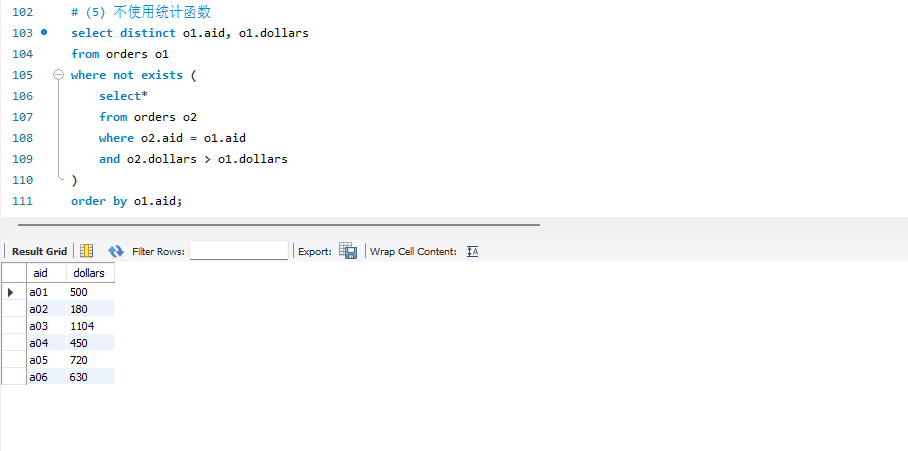 102 # (5) 不使用统计函数
103 select distinct o1.aid, o1.dollars
104 from orders o1
105 where not exists (
106 select*
107 from orders o2
108 where o2.aid = o1.aid
109 and o2.dollars > o1.dollars
110 )
111 order by o1.aid;
Result Grid Filter Rows: Export: Wrap Cell Content: IA
aid dollars
a01 500
a02 180
a03 1104
a04 450
a05 720
a06 630